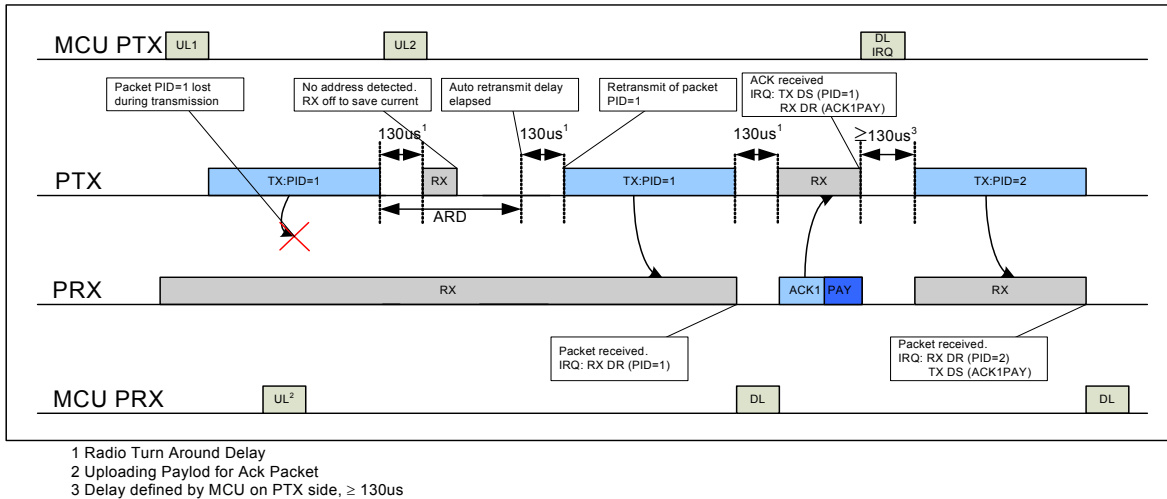 MCU PTX
UL1
UL2
DL
IRQ
Packet PID=1 lost
during transmission
No address detected.
RX off to save current
Auto retransmit delay
elapsed
Retransmit of packet
PID=1
ACK received
IRQ: TX DS (PID=1)
RX DR (ACK1PAY)
130us¹
130us¹
130us¹
≥130us³
PTX
TX:PID=1
RX
TX:PID=1
RX
TX:PID=2
ARD
PRX
RX
ACK1
PAY
RX
Packet received.
IRQ: RX DR (PID=1)
Packet received.
IRQ: RX DR (PID=2)
TX DS (ACK1PAY)
MCU PRX
UL²
DL
DL
1 Radio Turn Around Delay
2 Uploading Paylod for Ack Packet
3 Delay defined by MCU on PTX side, ≥ 130us